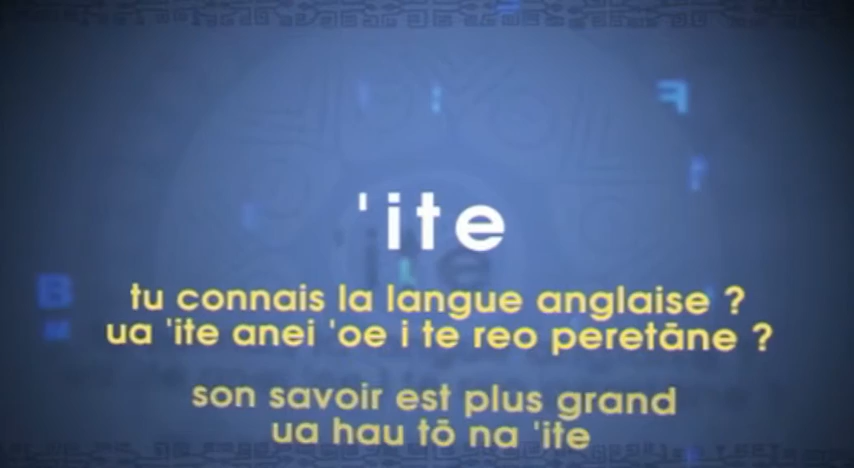 'ite
tu connais la langue anglaise ?
ua 'ite anei 'oe i te reo peretāne ?
son savoir est plus grand
ua hau tō na 'ite